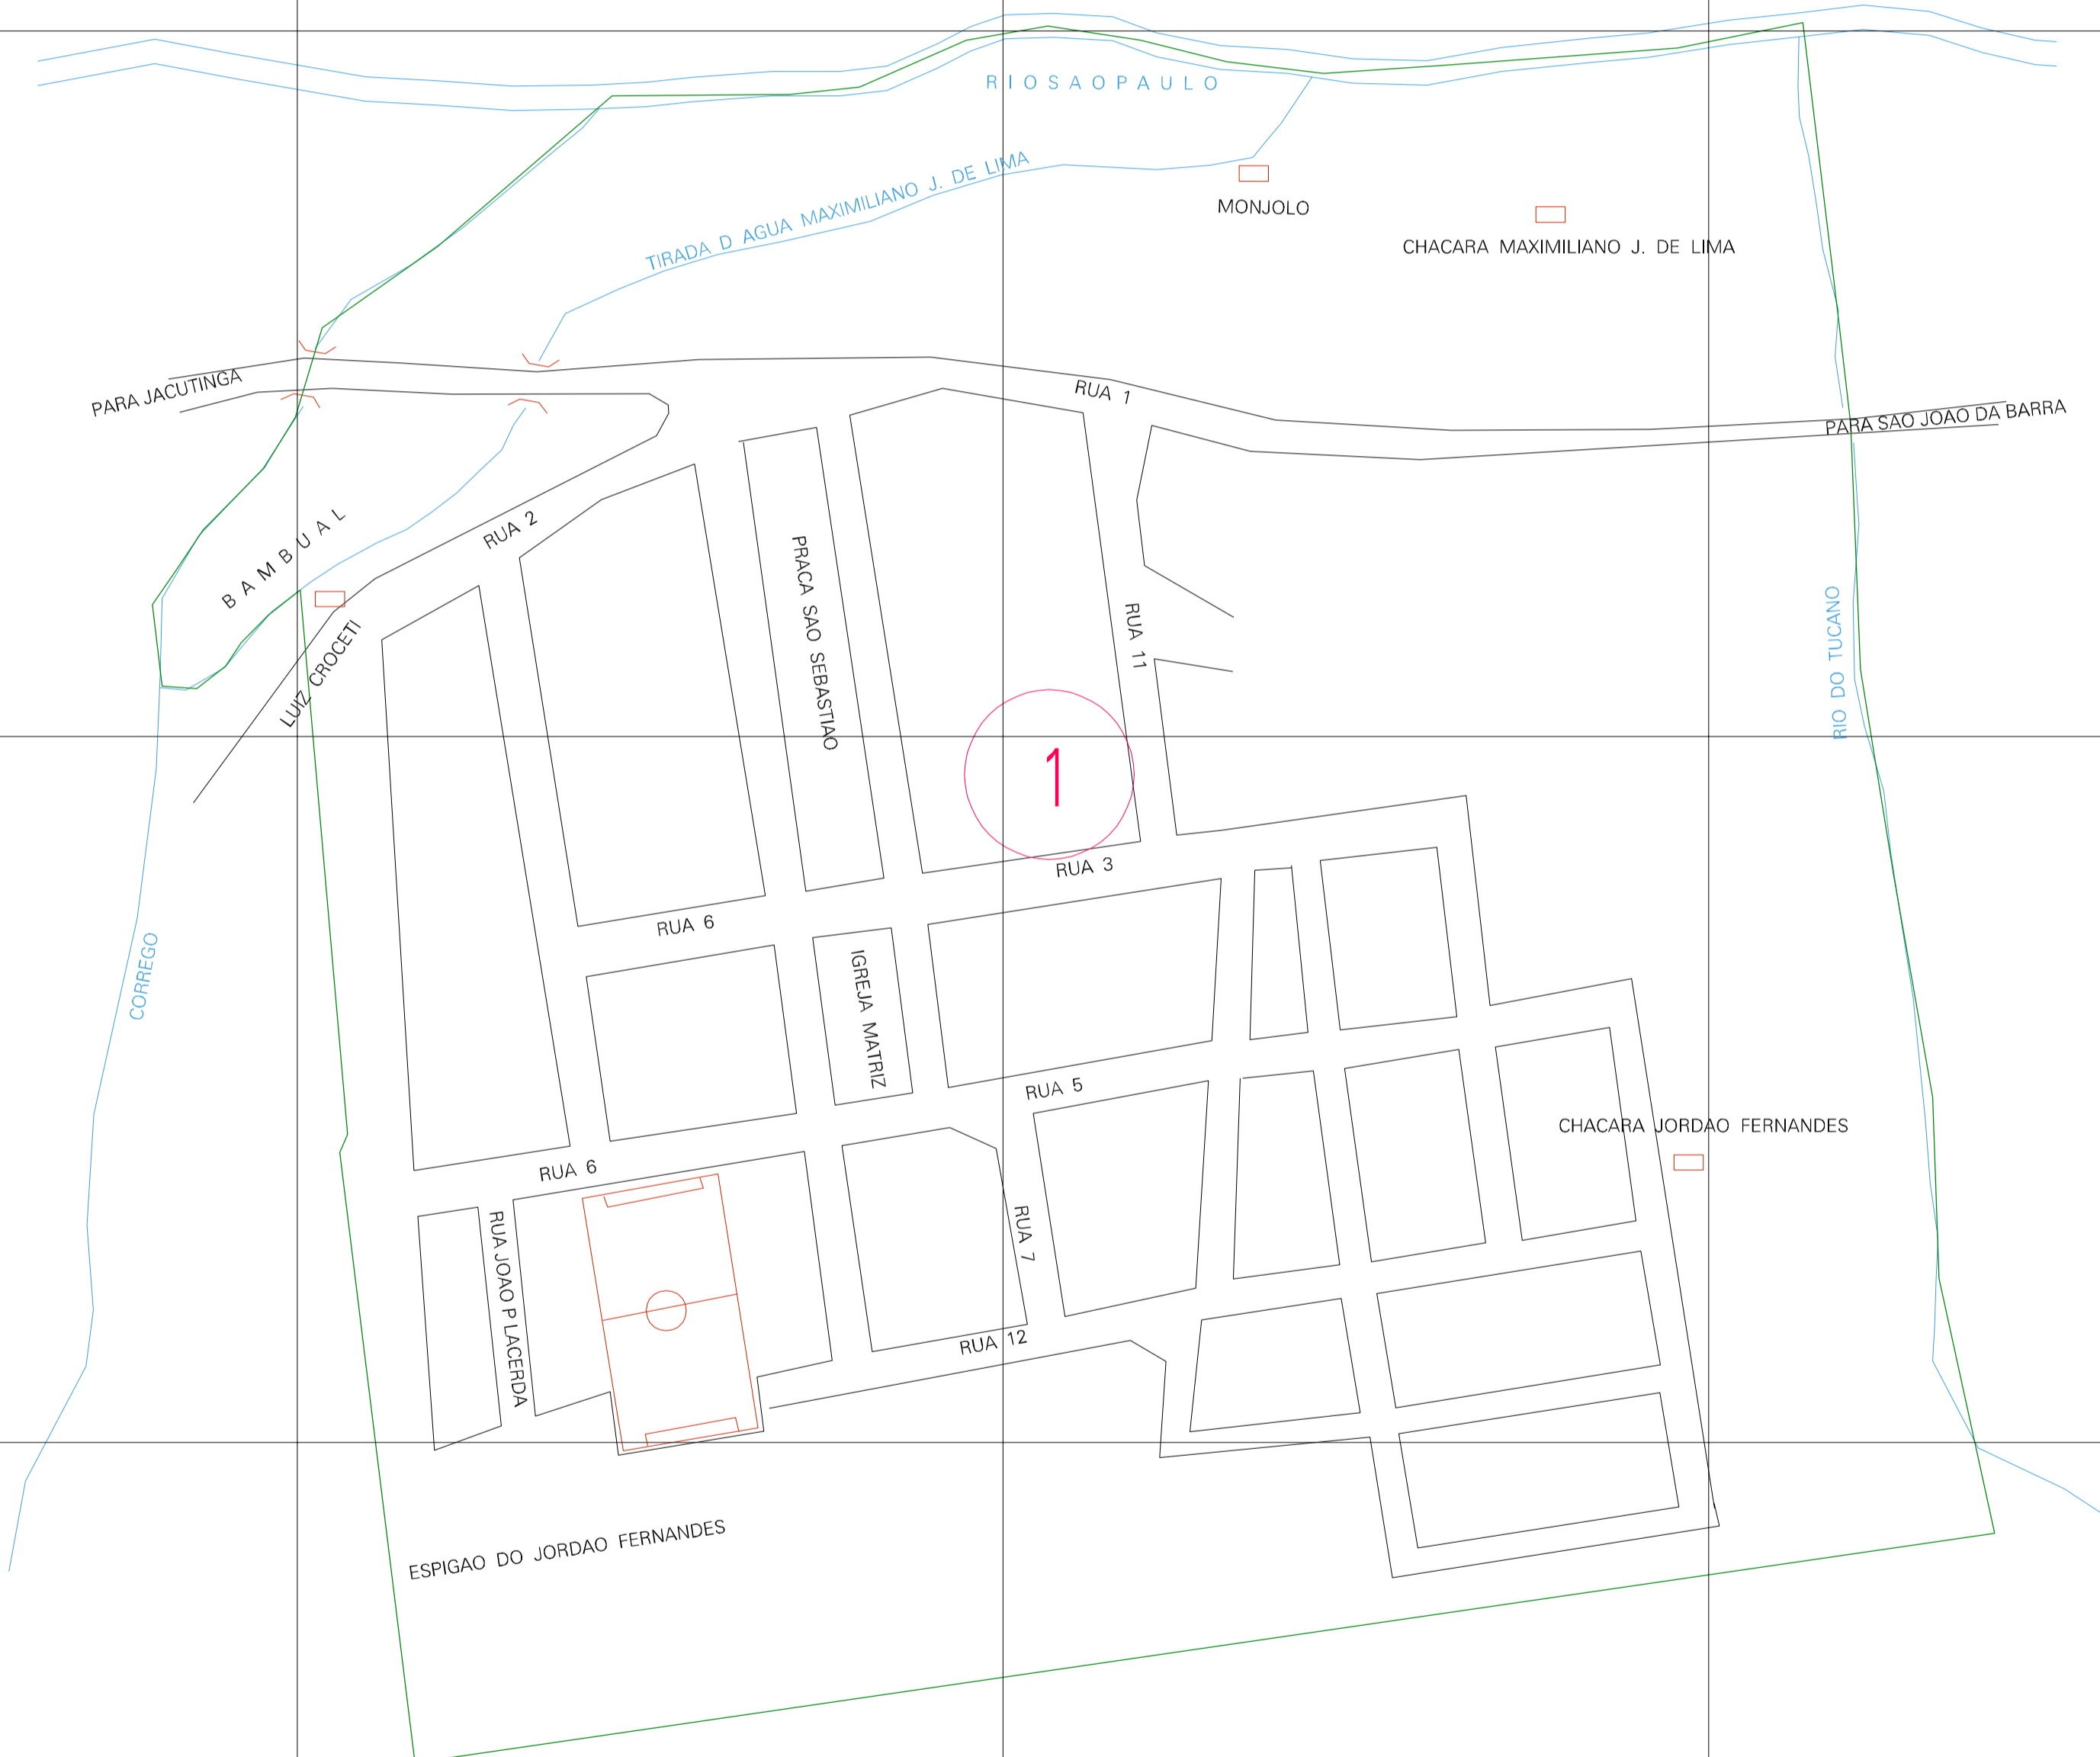 R I O S A O P A U L O
TIRADA D AGUA MAXIMILIANO J. DE LIMA
MONJOLO
CHACARA MAXIMILIANO J. DE LIMA
PARA JACUTINGA
RUA 1
PARA SAO JOAO DA BARRA
B A M B U A L
RUA 2
PRACA SAO SEBASTIAO
RUA 11
RIO DO TUCANO
LUIZ CROCETI
1
RUA 3
RUA 6
CORREGO
IGREJA MATRIZ
RUA 5
CHACARA JORDAO FERNANDES
RUA 6
RUA JOAO P LACERDA
RUA 7
RUA 12
ESPIGAO DO JORDAO FERNANDES